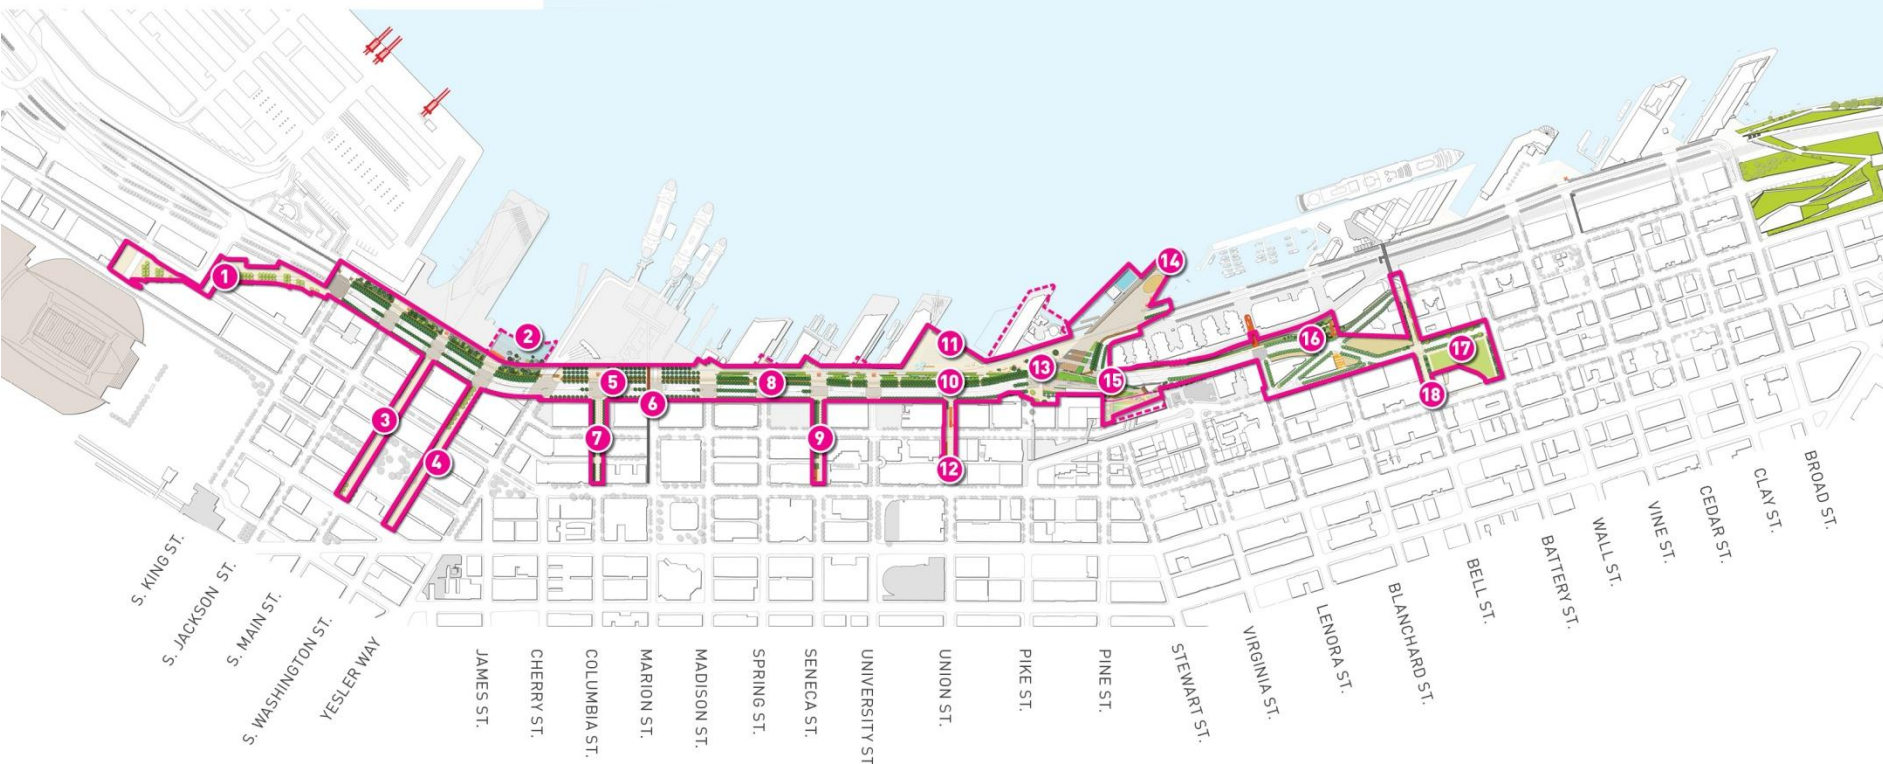 1
2
3
4
5
6
7
8
9
10
11
12
13
14
15
16
17
18
S. KING ST.
S. JACKSON ST.
S. MAIN ST.
S. WASHINGTON ST.
YESLER WAY
JAMES ST.
CHERRY ST.
COLUMBIA ST.
MARION ST.
MADISON ST.
SPRING ST.
SENECA ST.
UNIVERSITY ST
UNION ST.
PIKE ST.
PINE ST.
STEWART ST.
VIRGINIA ST.
LENORA ST.
BLANCHARD ST.
BELL ST.
BATTERY ST.
WALL ST.
VINE ST.
CEDAR ST.
CLAY ST.
BROAD ST.